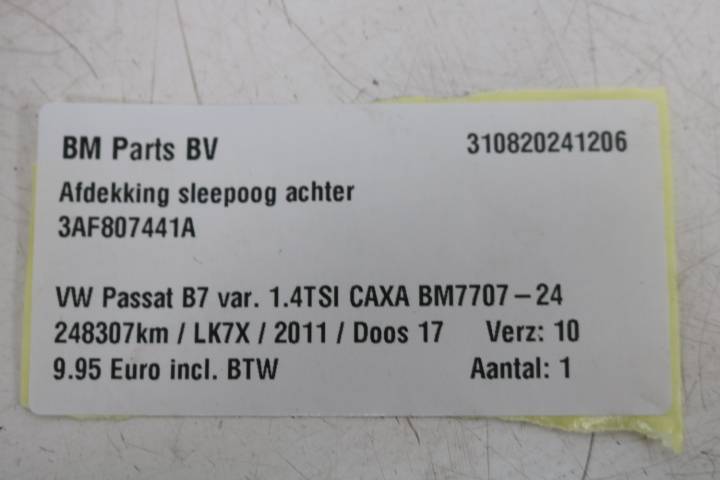 BM Parts BV 310820241206
Afdekking sleepoog achter
3AF807441A
VW Passat B7 var. 1.4TSI CAXA BM7707-24
248307km / LK7X / 2011 / Doos 17 Verz: 10
9.95 Euro incl. BTW Aantal: 1